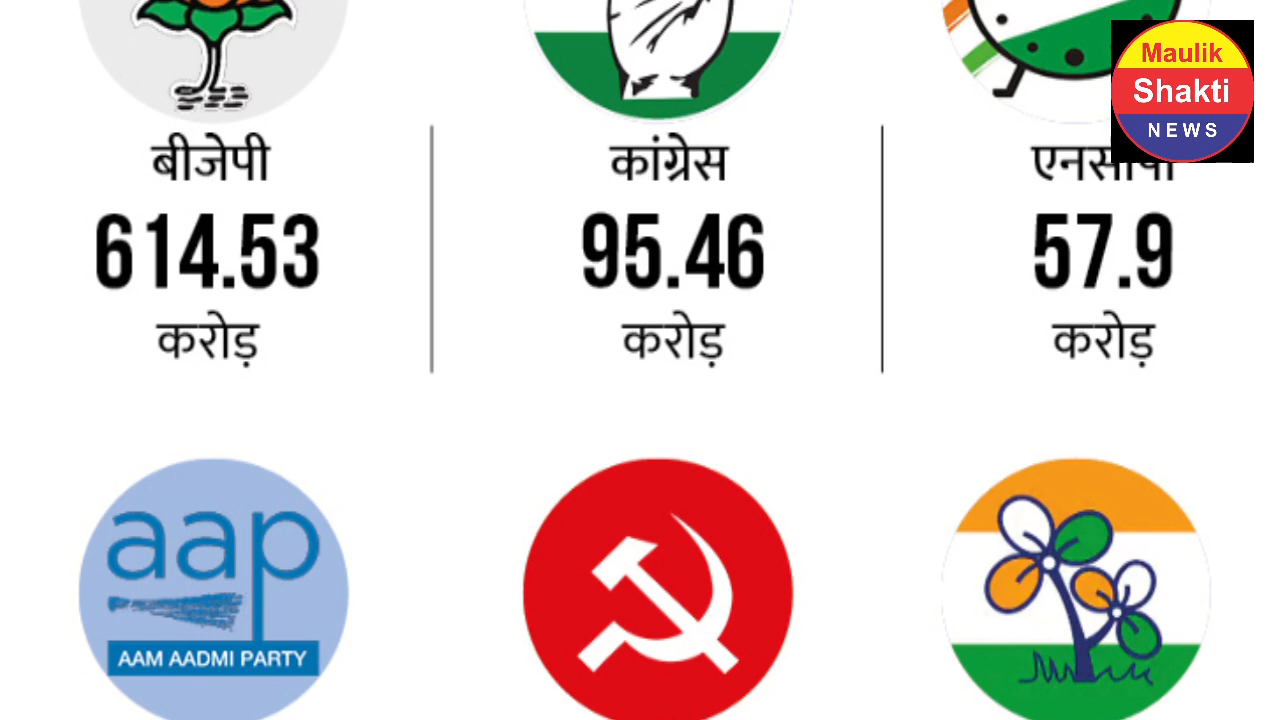 Maulik
Shakti
NEWS
बीजेपी
614.53
करोड़
कांग्रेस
95.46
करोड़
57.9
करोड़
aap
AAM AADMI PARTY